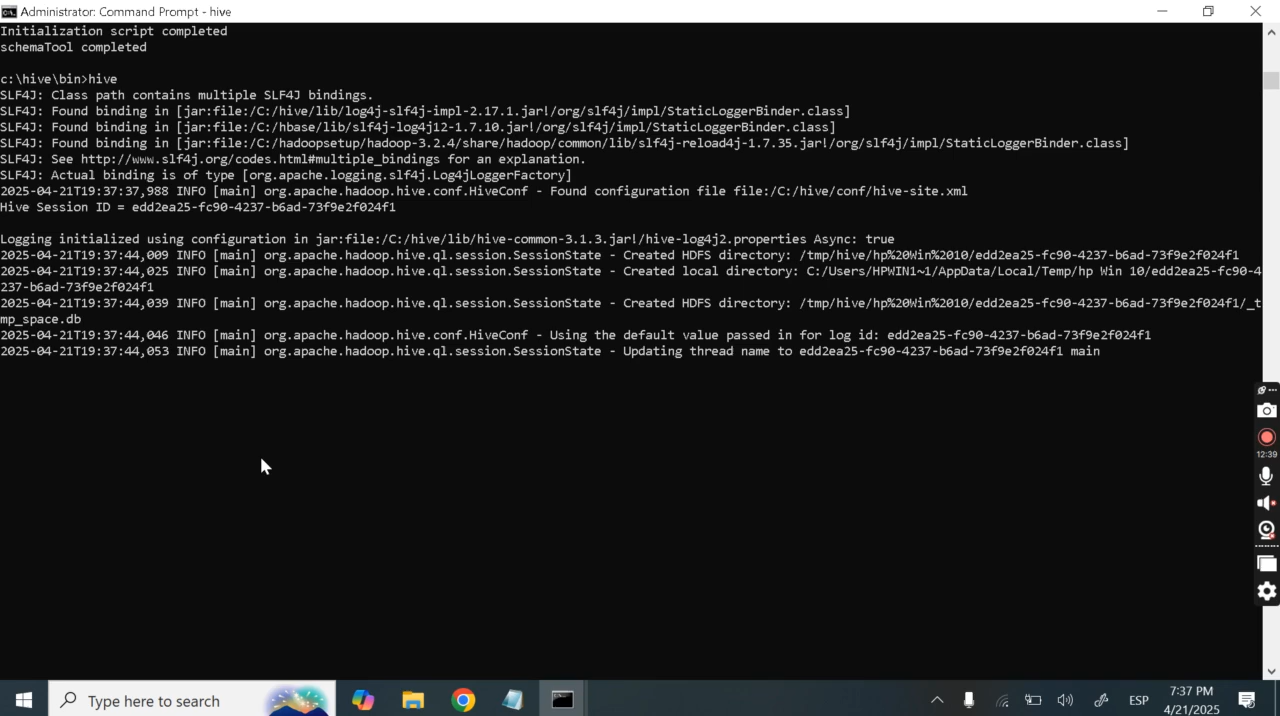 Administrator: Command Prompt - hive
Initialization script completed
schemaTool completed
c:\hive\bin>hive
SLF4J: Class path contains multiple SLF4J bindings.
SLF4J: Found binding in [jar:file:/C:/hive/lib/log4j-slf4j-impl-2.17.1.jar!/org/slf4j/impl/StaticLoggerBinder.class]
SLF4J: Found binding in [jar:file:/C:/hbase/lib/slf4j-log4j12-1.7.10.jar!/org/slf4j/impl/StaticLoggerBinder.class]
SLF4J: Found binding in [jar:file:/C:/hadoopsetup/hadoop-3.2.4/share/hadoop/common/lib/slf4j-reload4j-1.7.35.jar!/org/slf4j/impl/StaticLoggerBinder.class]
SLF4J: See http://www.slf4j.org/codes.html#multiple_bindings for an explanation.
SLF4J: Actual binding is of type [org.apache.logging.slf4j.Log4jLoggerFactory]
2025-04-21T19:37:37,988 INFO [main] org.apache.hadoop.hive.conf.HiveConf - Found configuration file file:/C:/hive/conf/hive-site.xml
Hive Session ID = edd2ea25-fc90-4237-b6ad-73f9e2f024f1
Logging initialized using configuration in jar:file:/C:/hive/lib/hive-common-3.1.3.jar!/hive-log4j2.properties Async: true
2025-04-21T19:37:44,009 INFO [main] org.apache.hadoop.hive.ql.session.SessionState - Created HDFS directory: /tmp/hive/hp%20Win%2010/edd2ea25-fc90-4237-b6ad-73f9e2f024f1
2025-04-21T19:37:44,025 INFO [main] org.apache.hadoop.hive.ql.session.SessionState - Created local directory: C:/Users/HPWIN1~1/AppData/Local/Temp/hp Win 10/edd2ea25-fc90-4
237-b6ad-73f9e2f024f1
2025-04-21T19:37:44,039 INFO [main] org.apache.hadoop.hive.ql.session.SessionState - Created HDFS directory: /tmp/hive/hp%20Win%2010/edd2ea25-fc90-4237-b6ad-73f9e2f024f1/_t
mp_space.db
2025-04-21T19:37:44,046 INFO [main] org.apache.hadoop.hive.conf.HiveConf - Using the default value passed in for log id: edd2ea25-fc90-4237-b6ad-73f9e2f024f1
2025-04-21T19:37:44,053 INFO [main] org.apache.hadoop.hive.ql.session.SessionState - Updating thread name to edd2ea25-fc90-4237-b6ad-73f9e2f024f1 main
12:39
Type here to search
ESP
7:37 PM
4/21/2025